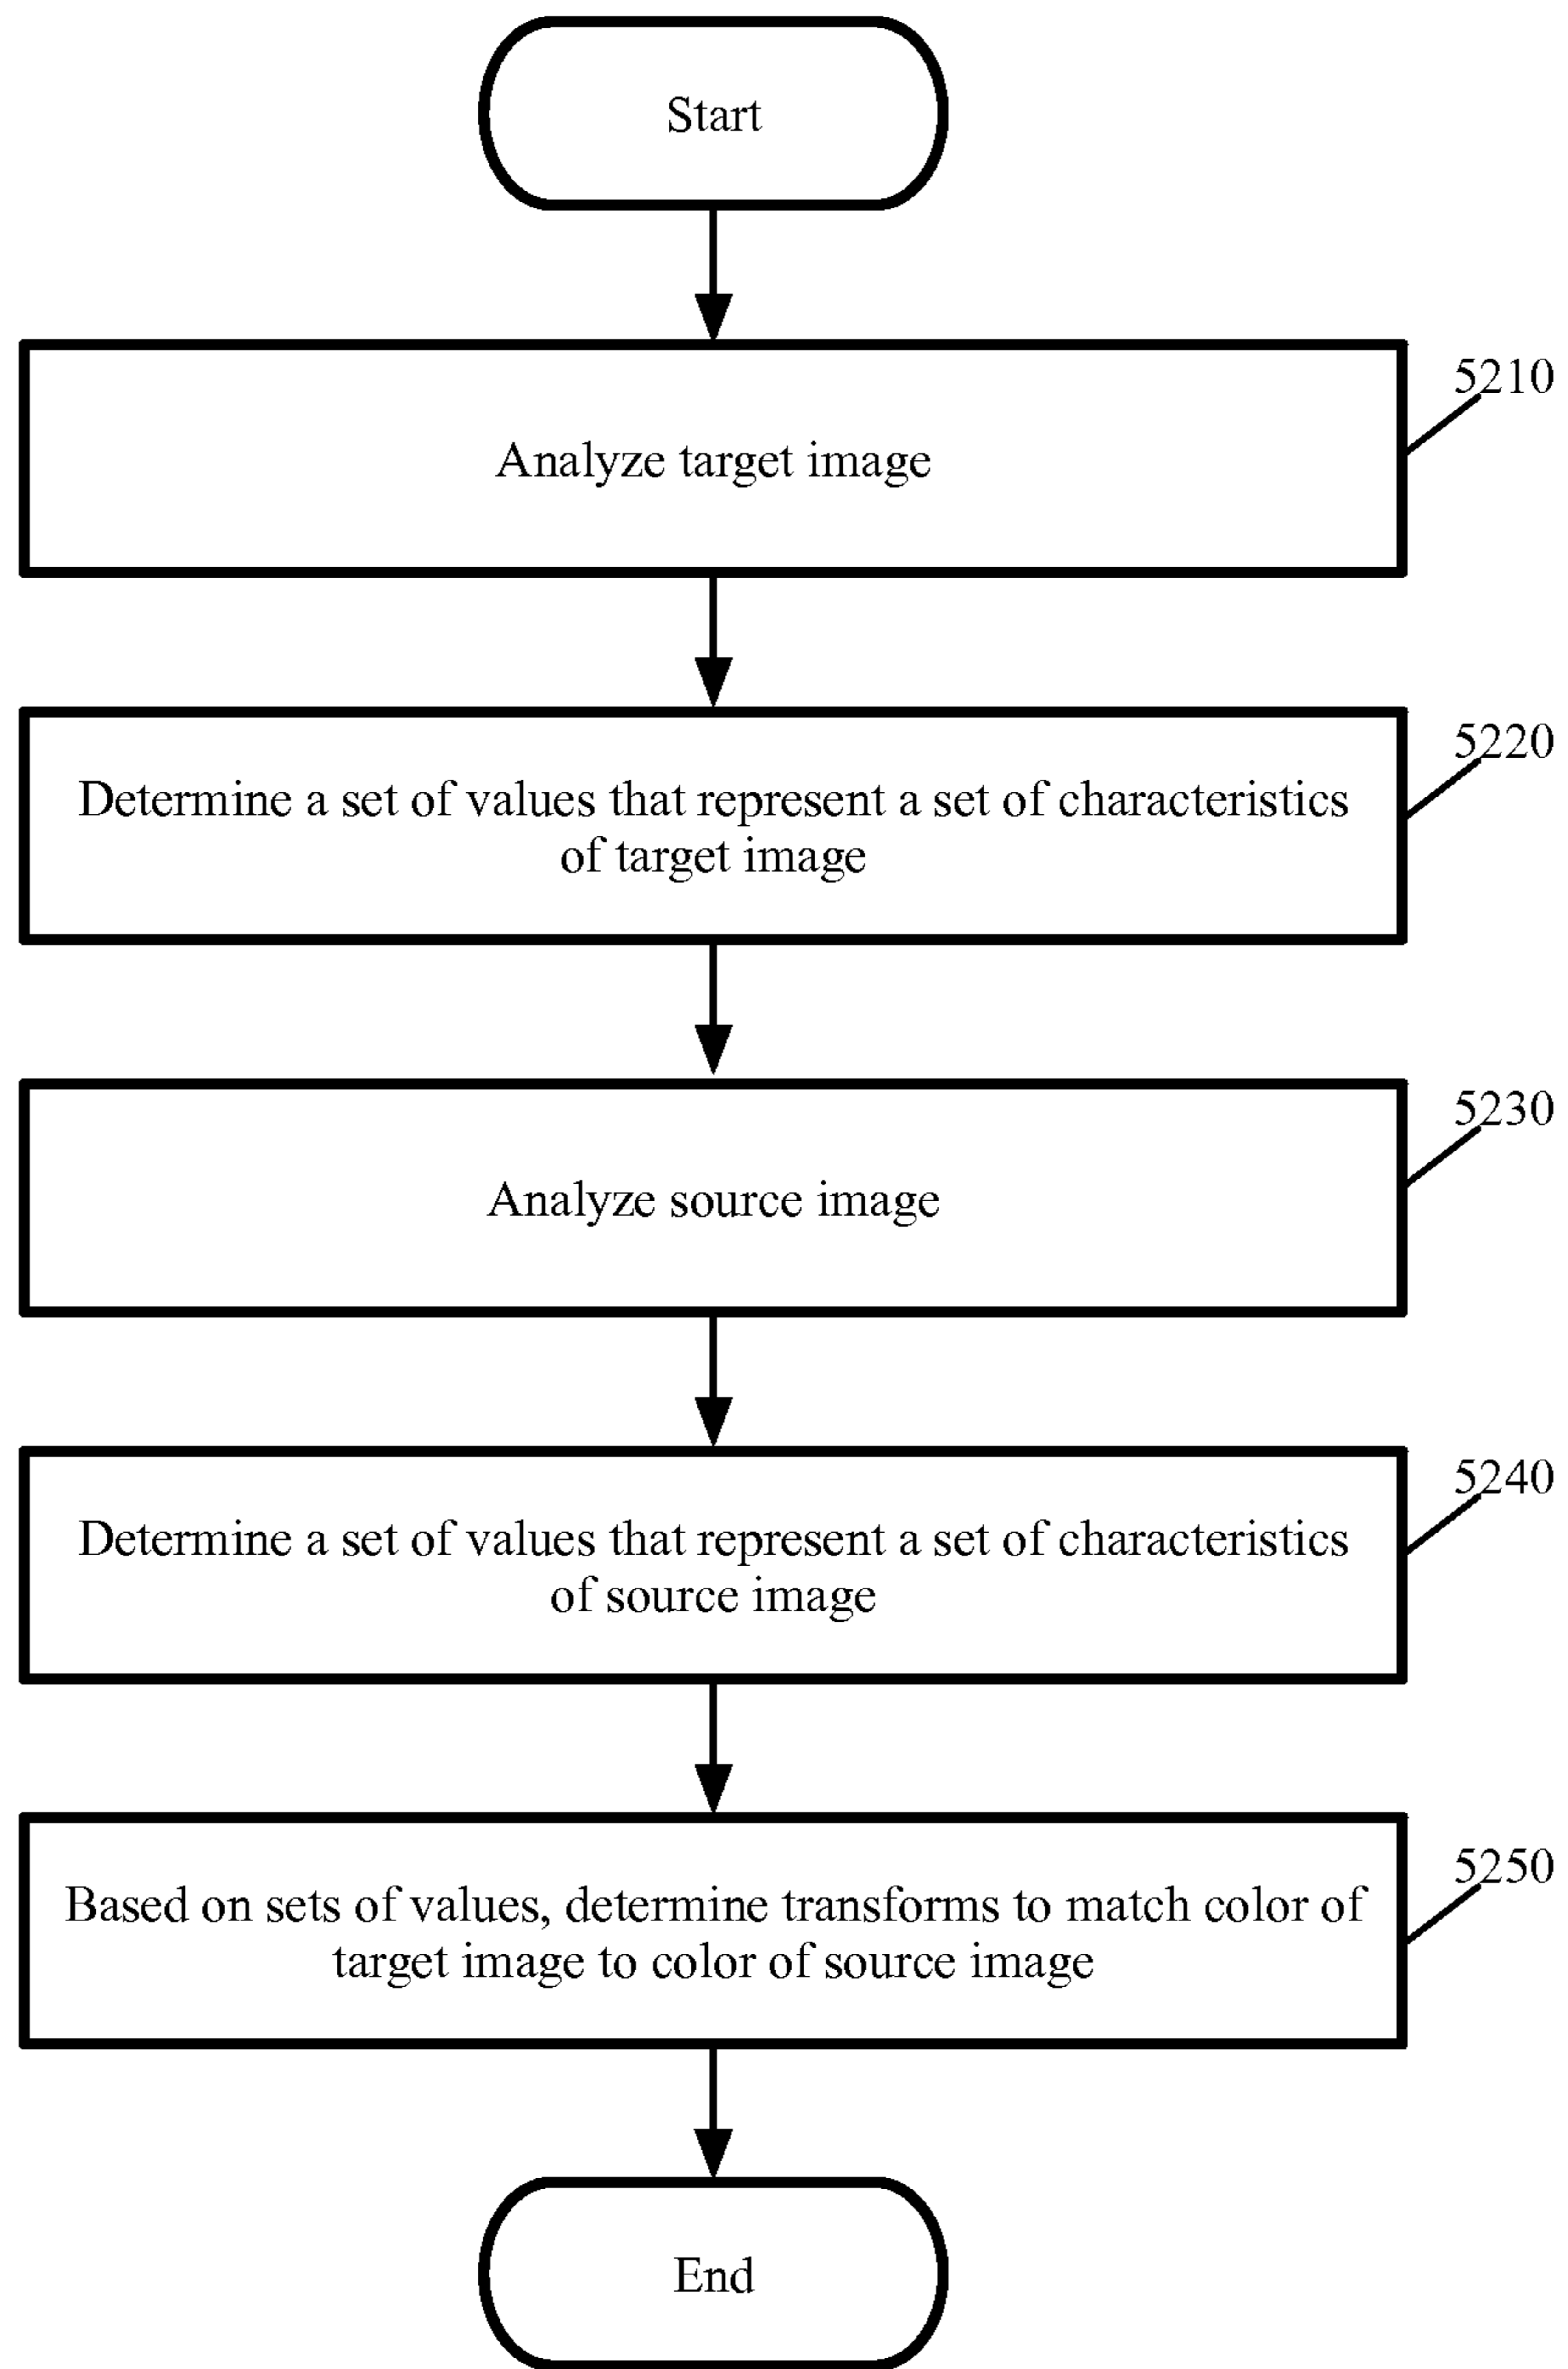 Start
5210
Analyze target image
5220
Determine a set of values that represent a set of characteristics
of target image
5230
Analyze source image
5240
Determine a set of values that represent a set of characteristics
of source image
5250
Based on sets of values, determine transforms to match color of
target image to color of source image
End